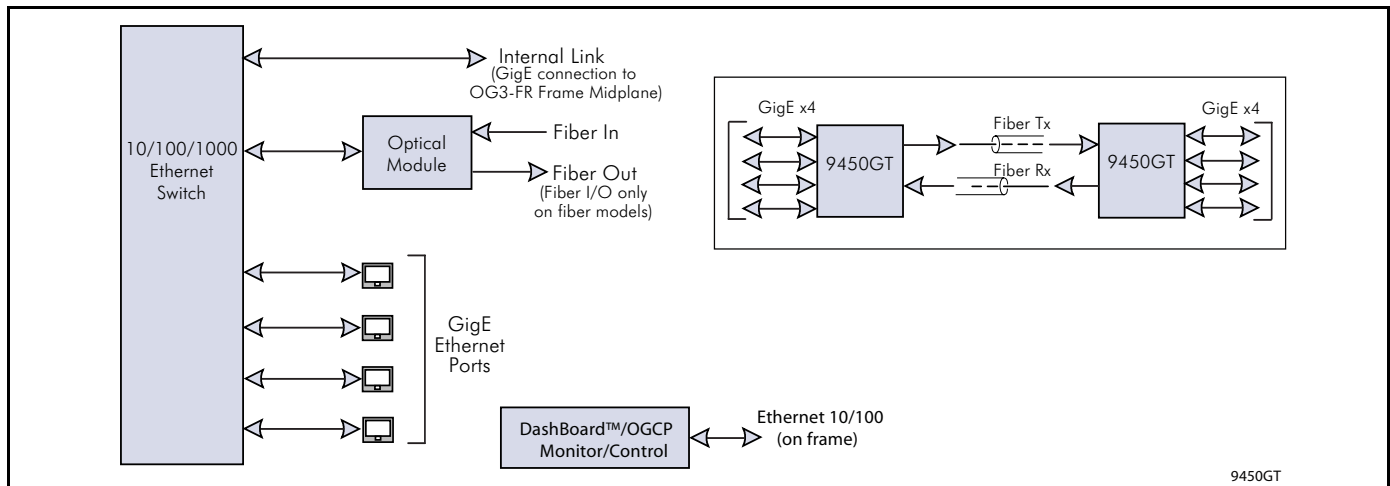 10/100/1000
Ethernet
Switch
Internal Link
(GigE connection to
OG3-FR Frame Midplane)
Optical
Module
Fiber In
Fiber Out
(Fiber I/O only
on fiber models)
GigE
Ethernet
Ports
GigE x4
9450GT
Fiber Tx
Fiber Rx
9450GT
GigE x4
DashBoard™/OGCP
Monitor/Control
Ethernet 10/100
(on frame)
9450GT